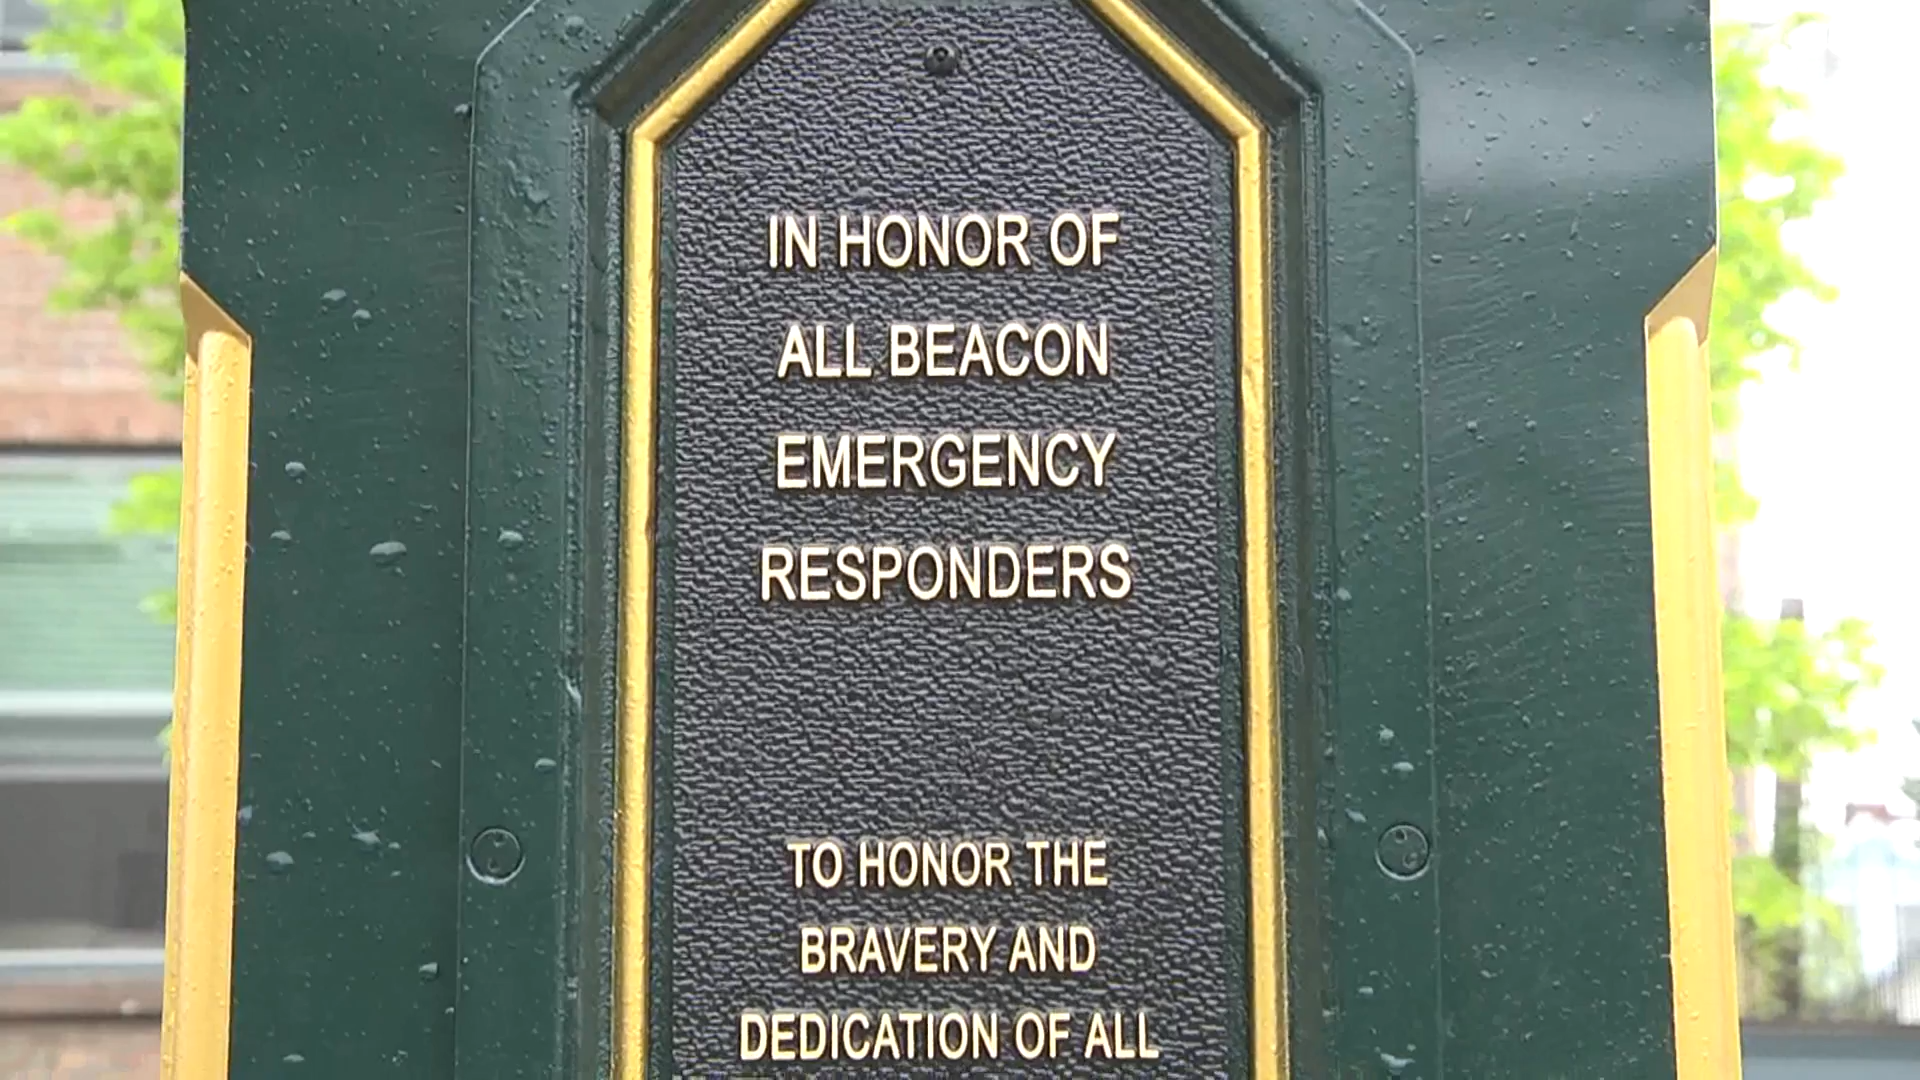 IN HONOR OF
ALL BEACON
EMERGENCY
RESPONDERS
TO HONOR THE
BRAVERY AND
DEDICATION OF ALL